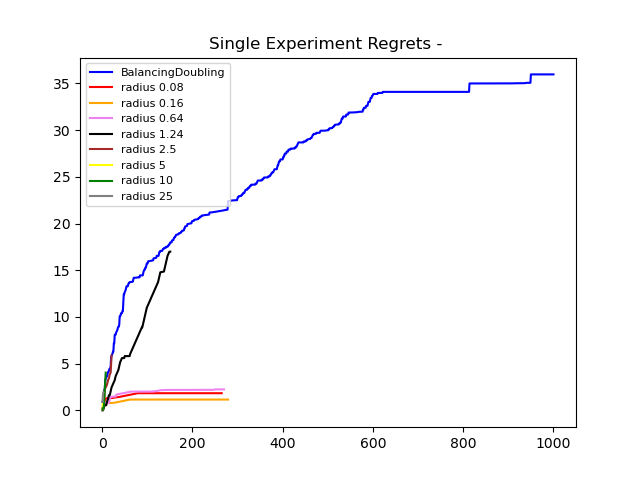 Single Experiment Regrets -
BalancingDoubling
radius 0.08
radius 0.16
radius 0.64
radius 1.24
radius 2.5
radius 5
radius 10
radius 25
35
30
25
20
15
10
5
0
0 200 400 600 800 1000